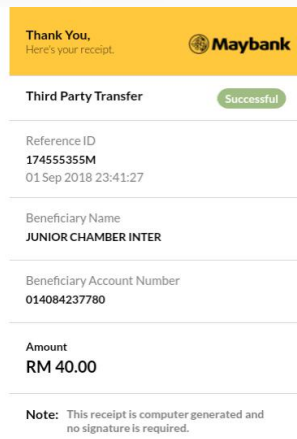 Thank You,
Here's your receipt.
Maybank
Third Party Transfer
Successful
Reference ID
174555355M
01 Sep 2018 23:41:27
Beneficiary Name
JUNIOR CHAMBER INTER
Beneficiary Account Number
014084237780
Amount
RM 40.00
Note: This receipt is computer generated and
no signature is required.